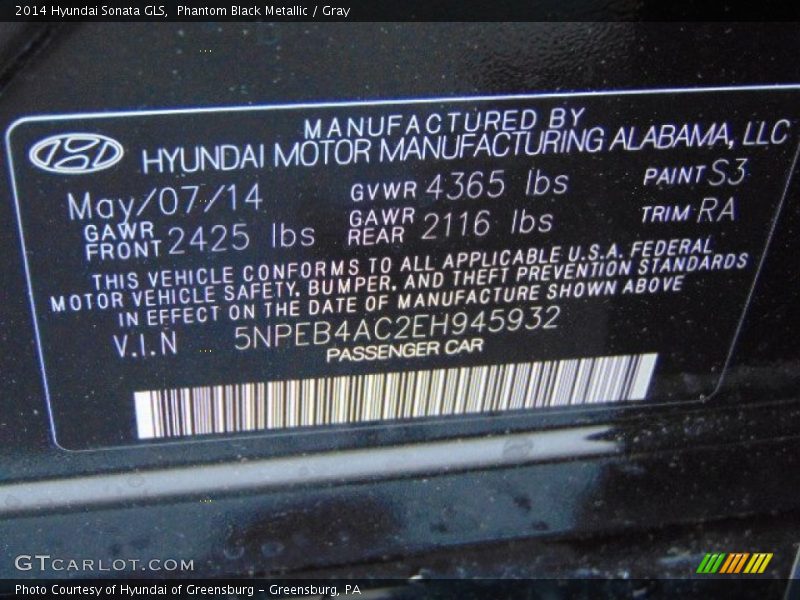 2014 Hyundai Sonata GLS,  Phantom Black Metallic / Gray
MANUFACTURED BY
HYUNDAI MOTOR MANUFACTURING ALABAMA, LLC
May/07/14 GVWR 4365 lbs PAINT S3
GAWR FRONT 2425 lbs GAWR REAR 2116 lbs TRIM RA
THIS VEHICLE CONFORMS TO ALL APPLICABLE U.S.A. FEDERAL
MOTOR VEHICLE SAFETY, BUMPER, AND THEFT PREVENTION STANDARDS
IN EFFECT ON THE DATE OF MANUFACTURE SHOWN ABOVE
V.I.N 5NPEB4AC2EH945932
PASSENGER CAR
GTCARLOT.COM
Photo Courtesy of Hyundai of Greensburg - Greensburg, PA